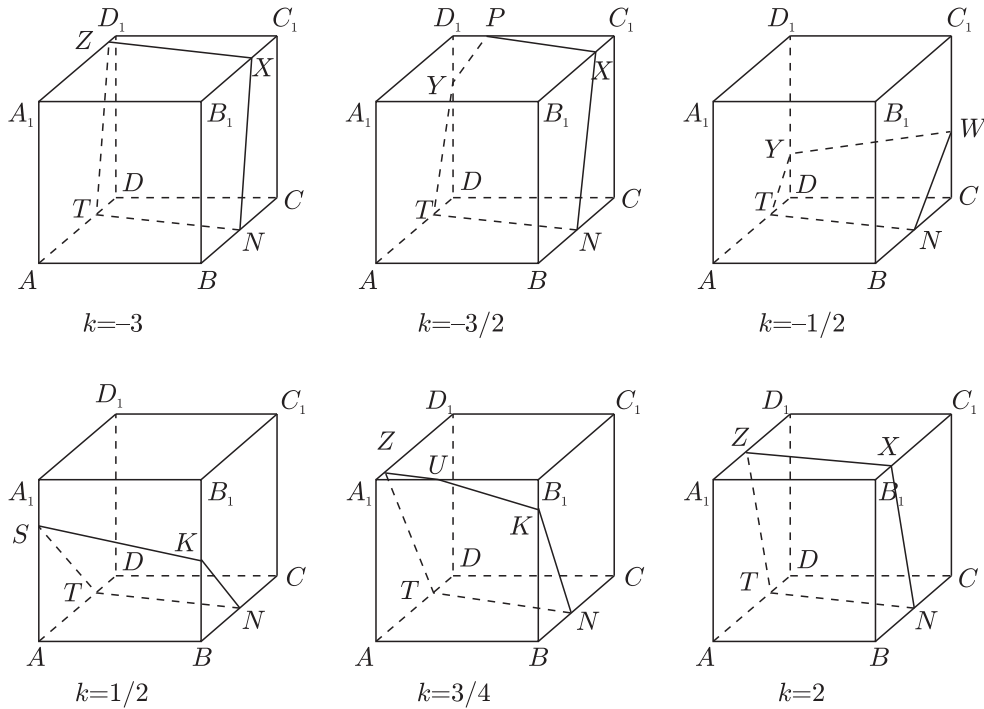 D₁ C₁ D₁ P C₁ D₁ C₁
Z X Y X
A₁ B₁ A₁ B₁ A₁ B₁ W
Y
T D C T D C T D C
N N N
A B A B A B
k=–3 k=–3/2 k=–1/2
D₁ C₁ D₁ C₁ D₁ C₁
Z U Z X
A₁ B₁ A₁ B₁ A₁ B₁
S K K
T D C T D C T D C
N N N
A B A B A B
k=1/2 k=3/4 k=2